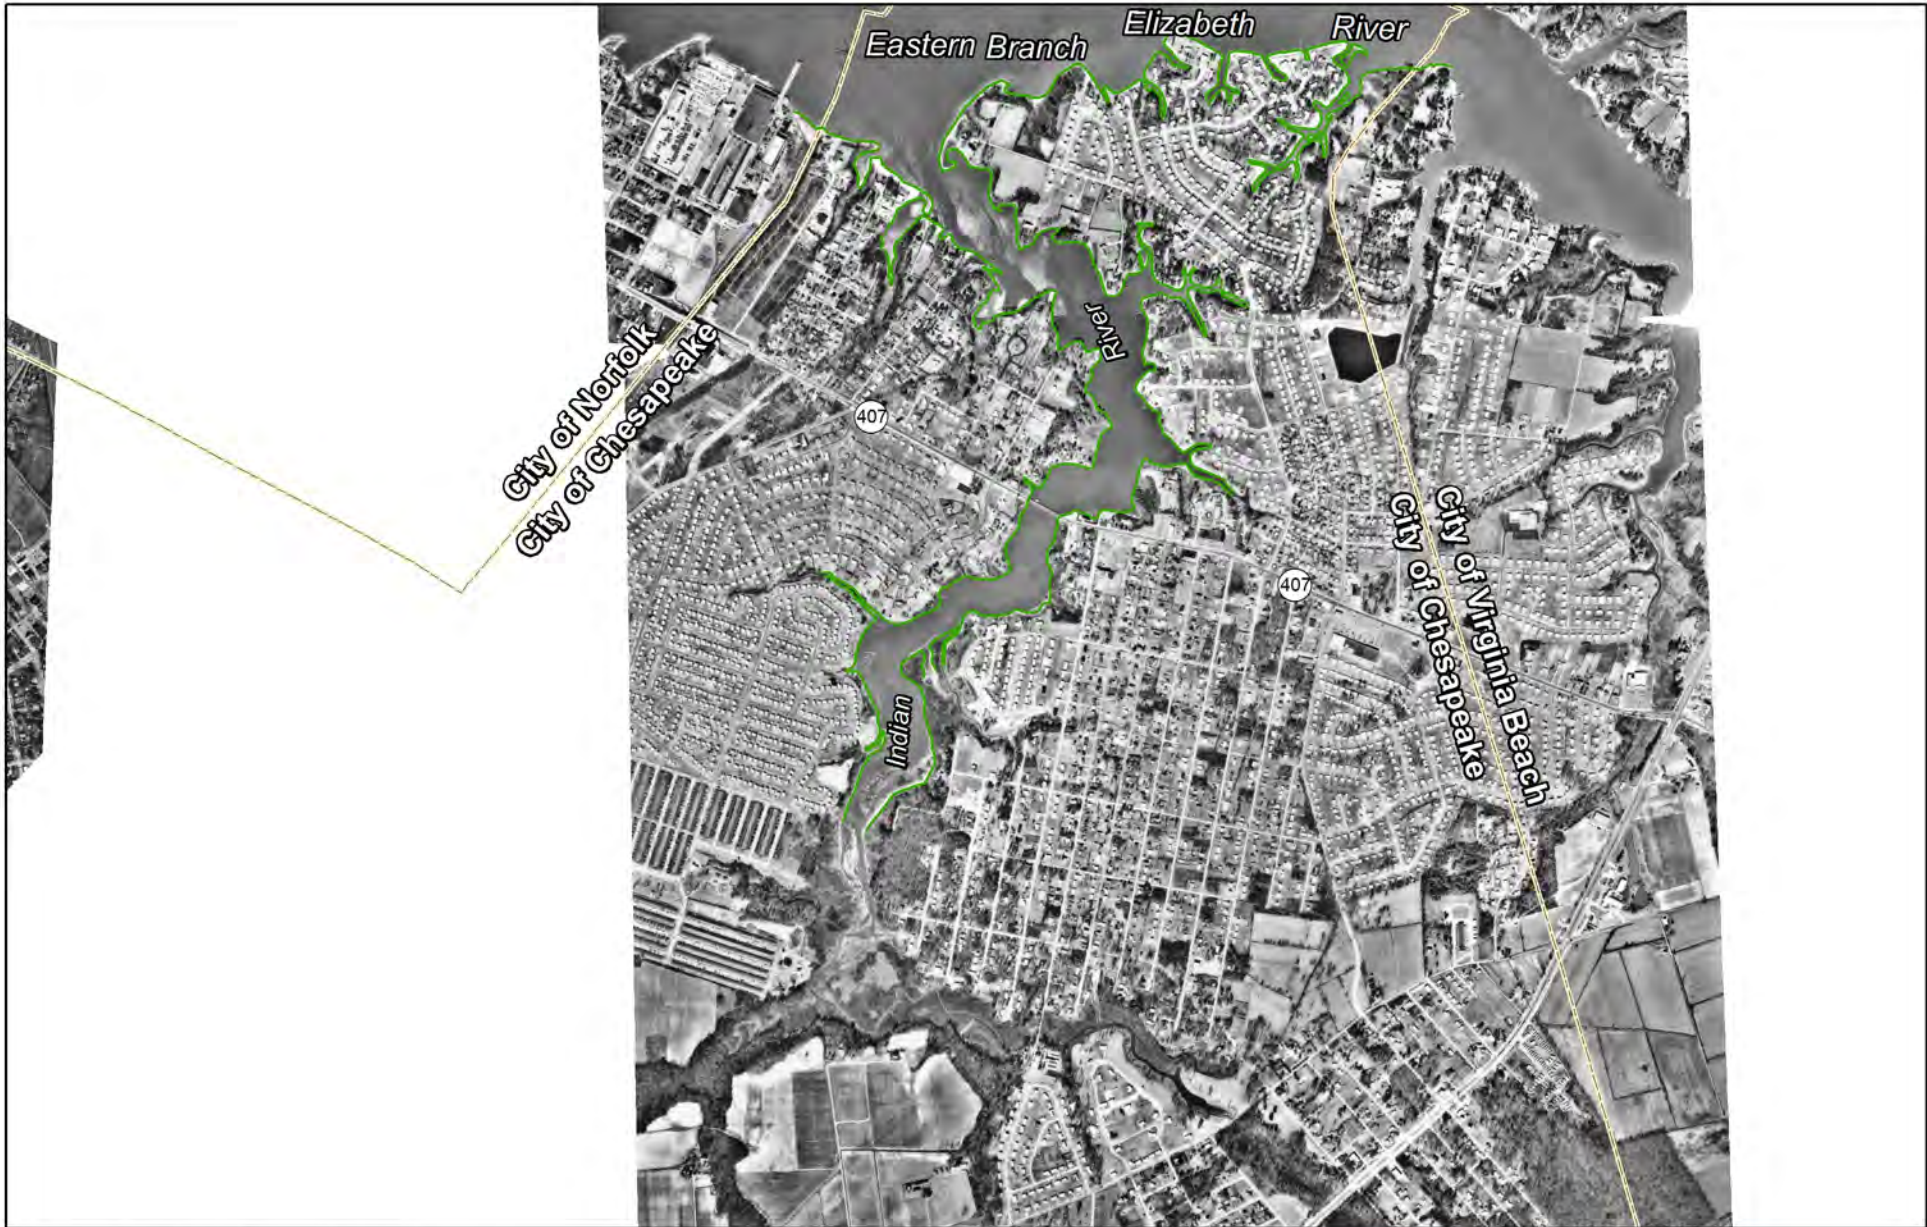 Eastern Branch Elizabeth River
River
City of Norfolk
City of Chesapeake
407
407
City of Virginia Beach
City of Chesapeake
Indian